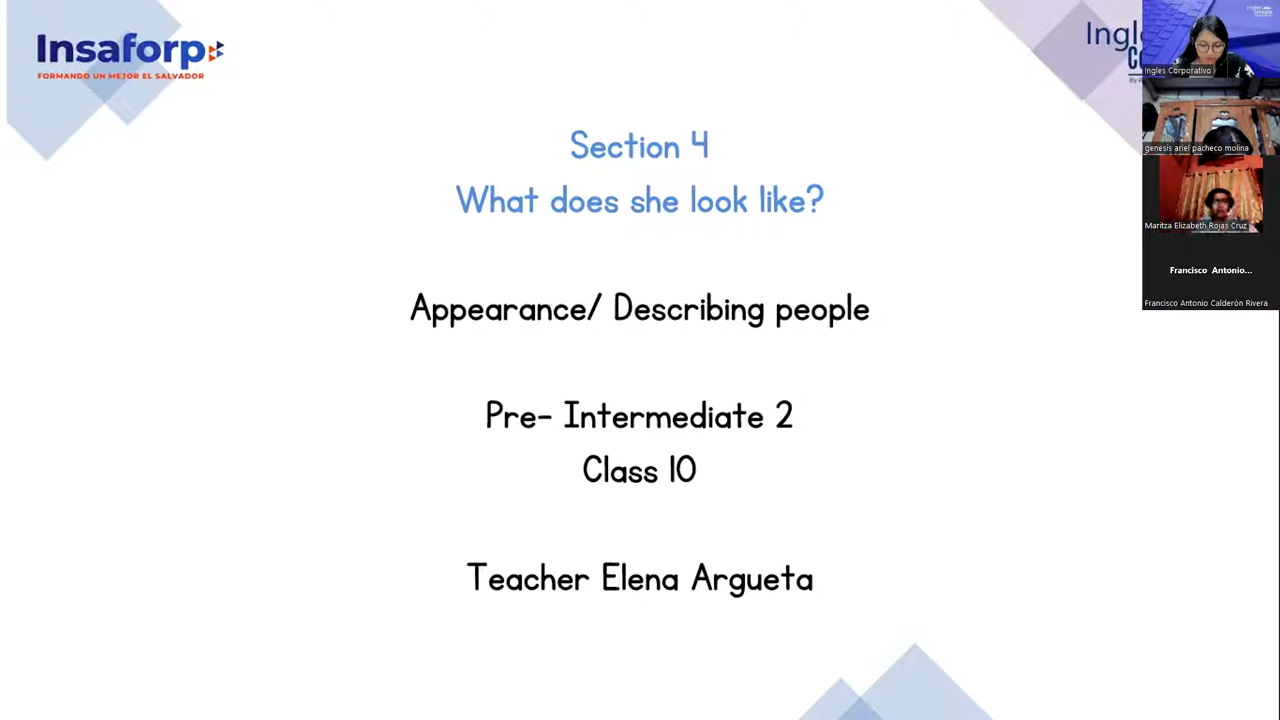 Insaforp
FORMANDO UN MEJOR EL SALVADOR
Section 4
What does she look like?
Appearance/ Describing people
Pre- Intermediate 2
Class 10
Teacher Elena Argueta
Ingles Corporativo
genesis ariel pacheco molina
Maritza Elizabeth Rojas Cruz
Francisco Antonio...
Francisco Antonio Calderón Rivera